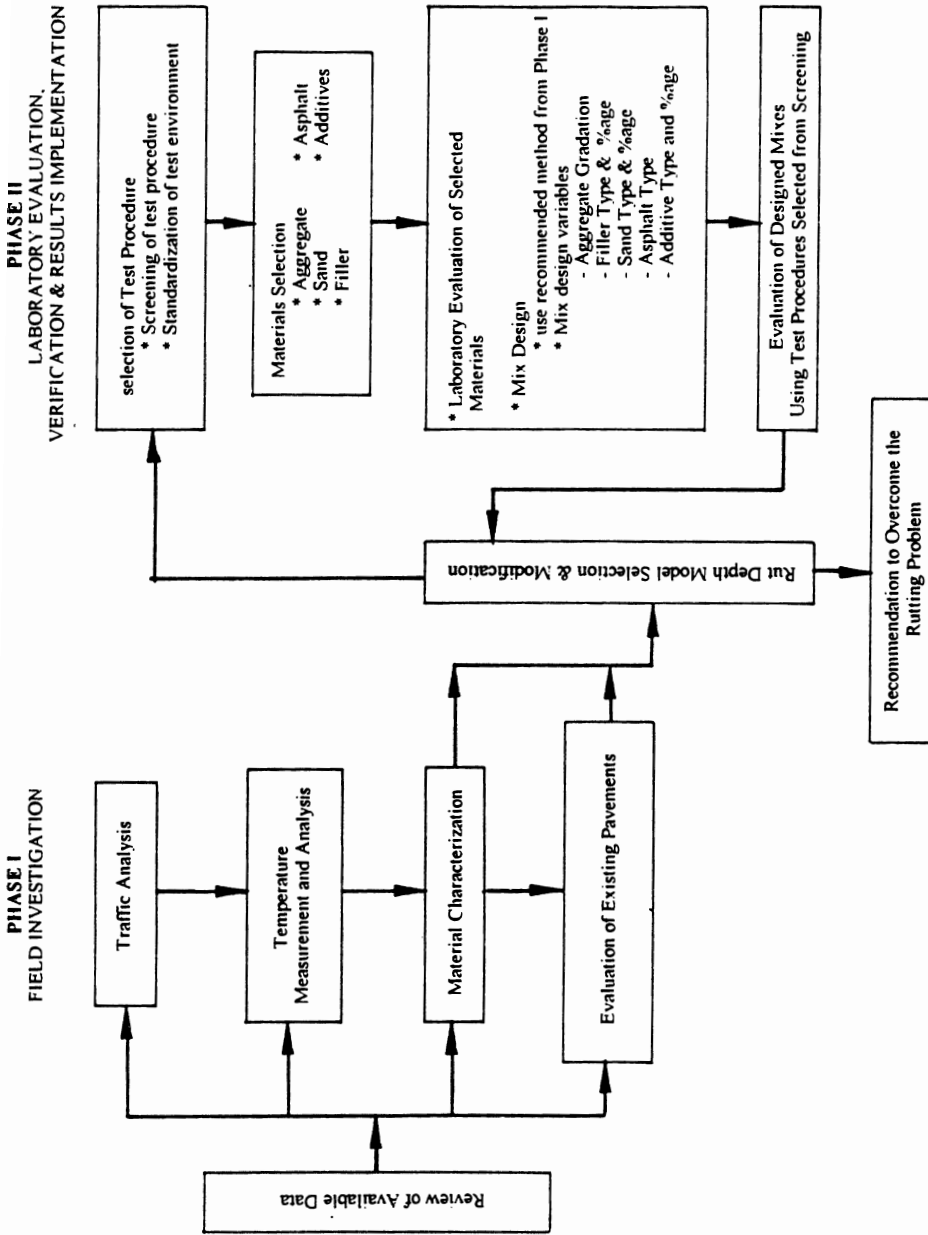 PHASE I
FIELD INVESTIGATION
Review of Available Data
Traffic Analysis
Temperature
Measurement and Analysis
Material Characterization
Evaluation of Existing Pavements
Rut Depth Model Selection & Modification
Recommendation to Overcome the
Rutting Problem
PHASE II
LABORATORY EVALUATION,
VERIFICATION & RESULTS IMPLEMENTATION
selection of Test Procedure
* Screening of test procedure
* Standardization of test environment
Materials Selection
* Aggregate * Asphalt
* Sand * Additives
* Filler
* Laboratory Evaluation of Selected
Materials
* Mix Design
* use recommended method from Phase I
* Mix design variables
- Aggregate Gradation
- Filler Type & %age
- Sand Type & %age
- Asphalt Type
- Additive Type and %age
Evaluation of Designed Mixes
Using Test Procedures Selected from Screening